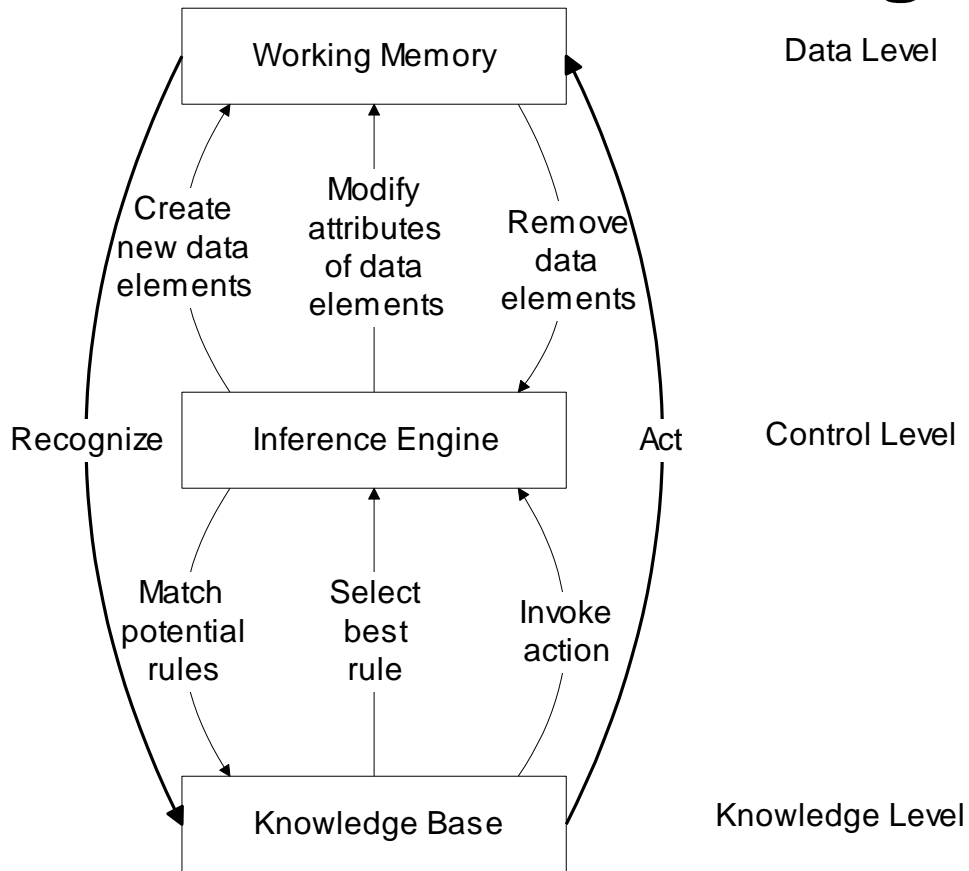 Working Memory
Data Level
Create
new data
elements
Modify
attributes
of data
elements
Remove
data
elements
Recognize
Inference Engine
Act
Control Level
Match
potential
rules
Select
best
rule
Invoke
action
Knowledge Base
Knowledge Level